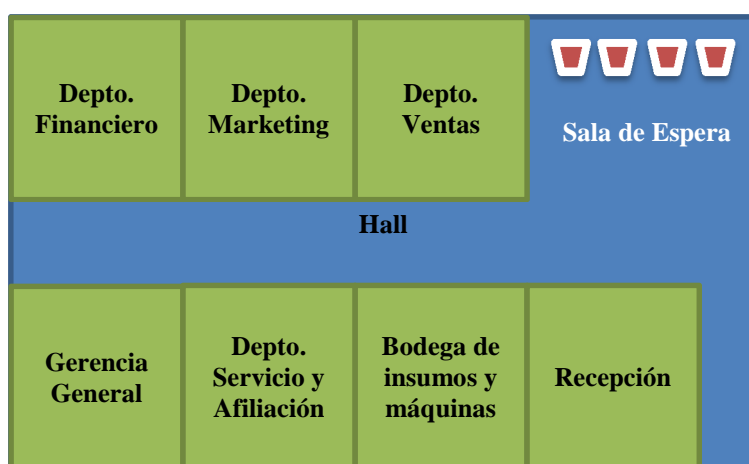 Depto.
Financiero
Depto.
Marketing
Depto.
Ventas
Sala de Espera
Hall
Gerencia
General
Depto.
Servicio y
Afiliación
Bodega de
insumos y
máquinas
Recepción